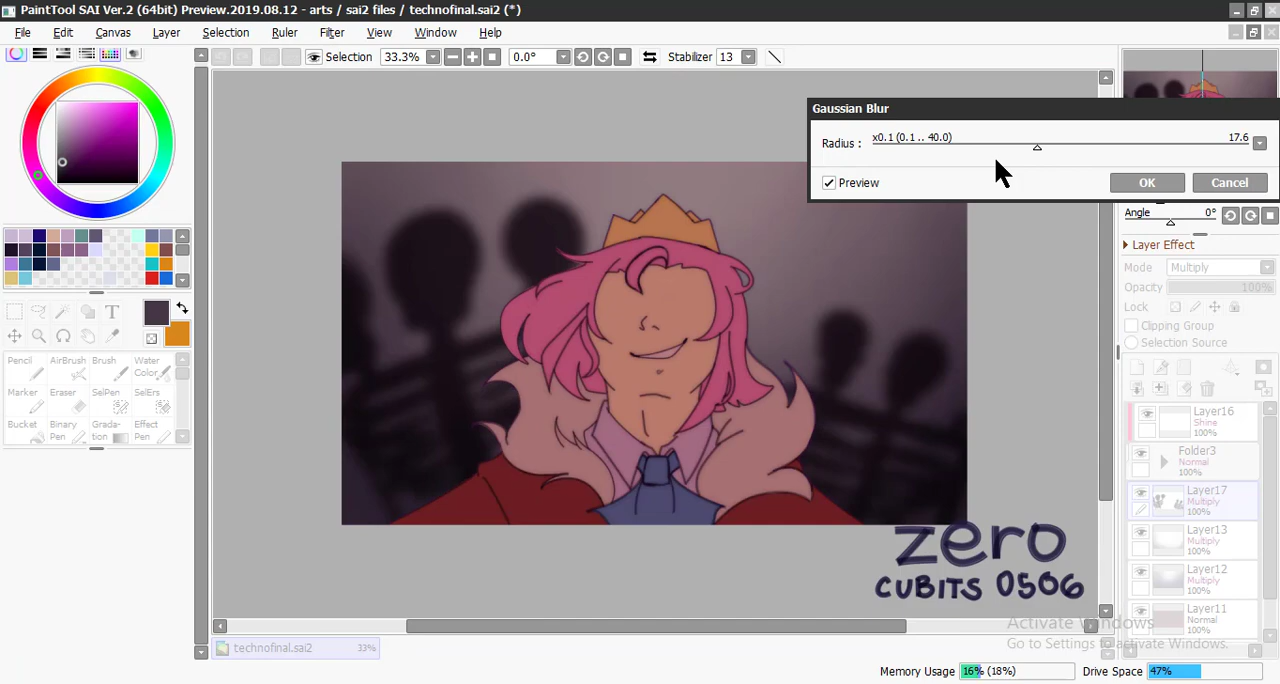 PaintTool SAI Ver.2 (64bit) Preview.2019.08.12 - arts / sai2 files / technofinal.sai2 (*)
File Edit Canvas Layer Selection Ruler Filter View Window Help
Selection 33.3% 0.0° Stabilizer 13
Gaussian Blur
Radius : x0.1 (0.1 .. 40.0) 17.6
Preview OK Cancel
Angle 0°
Layer Effect
Mode Multiply
Opacity 100%
Lock
Clipping Group
Selection Source
T
Pencil AirBrush Brush Water Color
Marker Eraser SelPen SelErs
Bucket Binary Pen Gradation Effect Pen
Layer16
Shine
100%
Folder3
Normal
100%
Layer17
Multiply
100%
Layer13
Multiply
100%
Layer12
Multiply
100%
Layer11
Normal
100%
zero
CUBITS 0506
Activate Windows
Go to Settings to activate Windows.
technofinal.sai2 33%
Memory Usage 16% (18%) Drive Space 47%